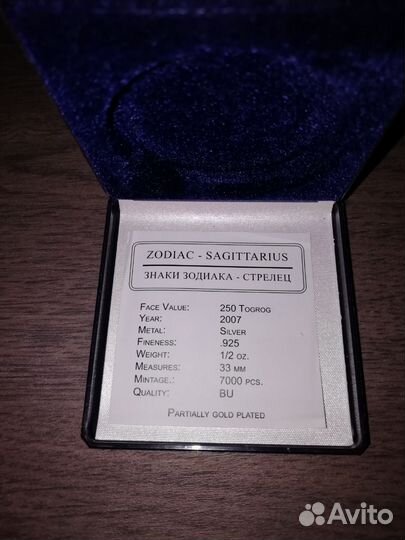 ZODIAC - SAGITTARIUS
ЗНАКИ ЗОДИАКА - СТРЕЛЕЦ
FACE VALUE: 250 TOGROG
YEAR: 2007
METAL: SILVER
FINENESS: .925
WEIGHT: 1/2 OZ.
MEASURES: 33 MM
MINTAGE.: 7000 PCS.
QUALITY: BU
PARTIALLY GOLD PLATED
Avito